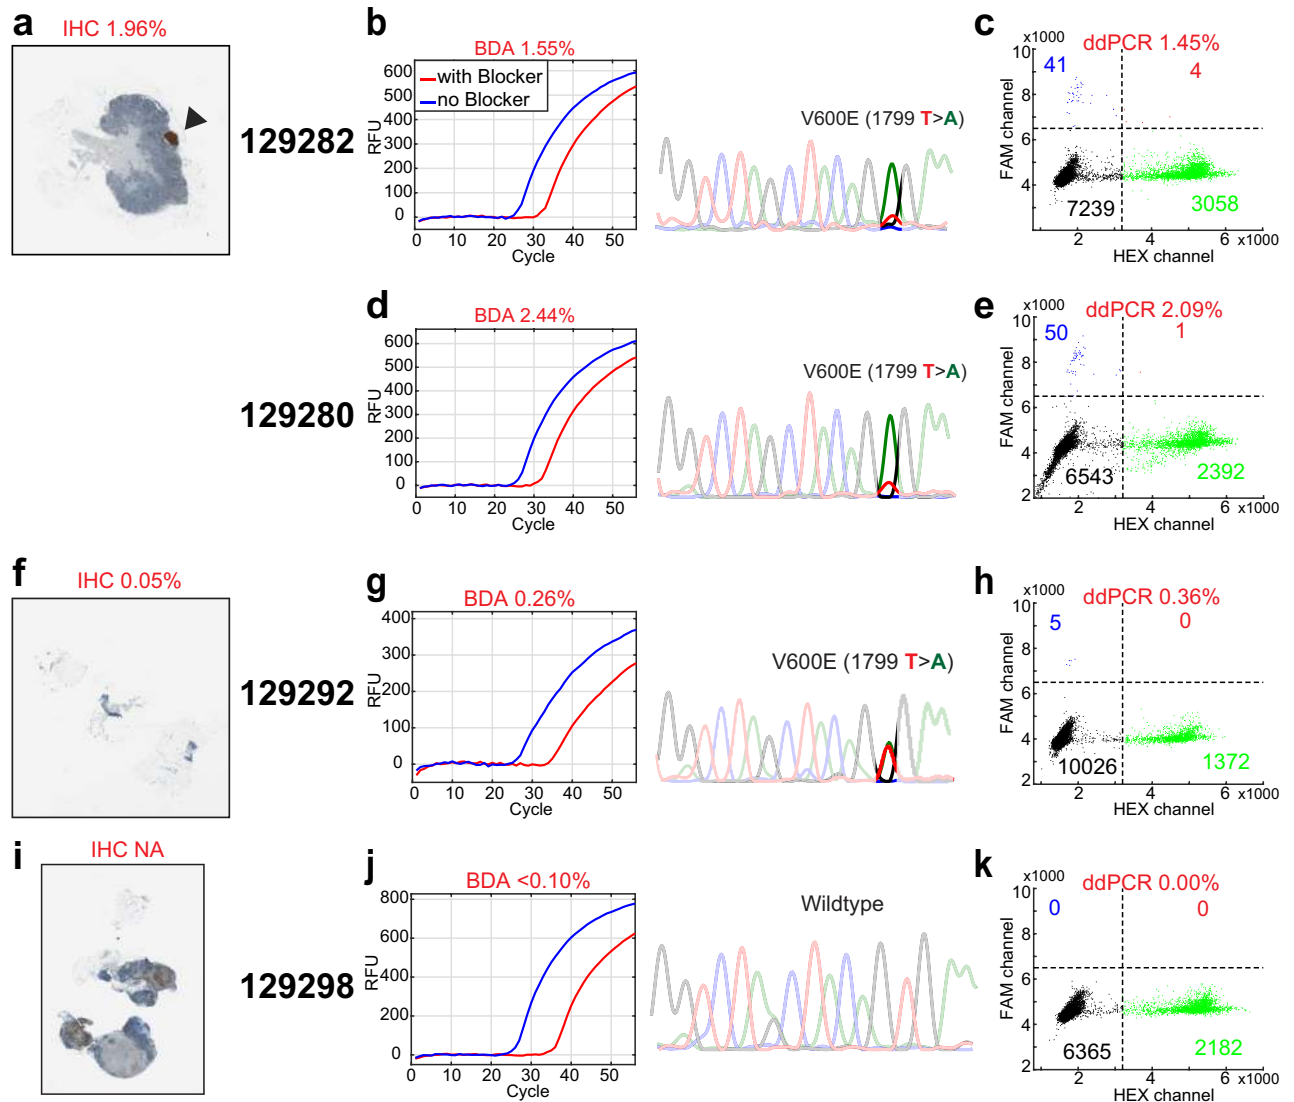 a
IHC 1.96%
129282
b
BDA 1.55%
with Blocker
no Blocker
RFU
600
500
400
300
200
100
0
0 10 20 30 40 50
Cycle
V600E (1799 T>A)
c
x1000
ddPCR 1.45%
41
4
FAM channel
10
8
6
4
7239
3058
2 4 6 x1000
HEX channel
129280
d
BDA 2.44%
RFU
600
500
400
300
200
100
0
0 10 20 30 40 50
Cycle
V600E (1799 T>A)
e
x1000
ddPCR 2.09%
50
1
FAM channel
10
8
6
4
2
6543
2392
2 4 6 x1000
HEX channel
f
IHC 0.05%
129292
g
BDA 0.26%
RFU
400
300
200
100
0
0 10 20 30 40 50
Cycle
V600E (1799 T>A)
h
x1000
ddPCR 0.36%
5
0
FAM channel
10
8
6
4
2
10026
1372
2 4 6 x1000
HEX channel
i
IHC NA
129298
j
BDA <0.10%
RFU
800
600
400
200
0
0 10 20 30 40 50
Cycle
Wildtype
k
x1000
ddPCR 0.00%
0
0
FAM channel
10
8
6
4
2
6365
2182
2 4 6 x1000
HEX channel